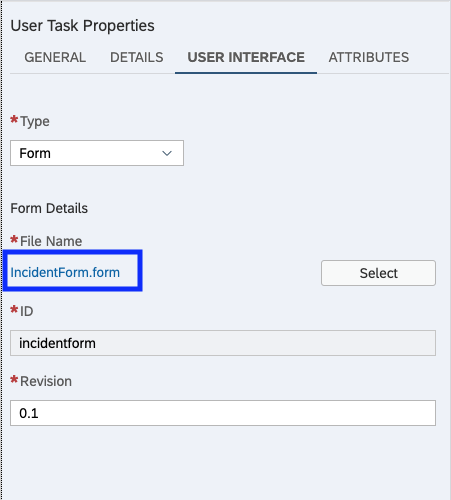 User Task Properties
GENERAL DETAILS USER INTERFACE ATTRIBUTES
*Type
Form
Form Details
*File Name
IncidentForm.form Select
*ID
incidentform
*Revision
0.1